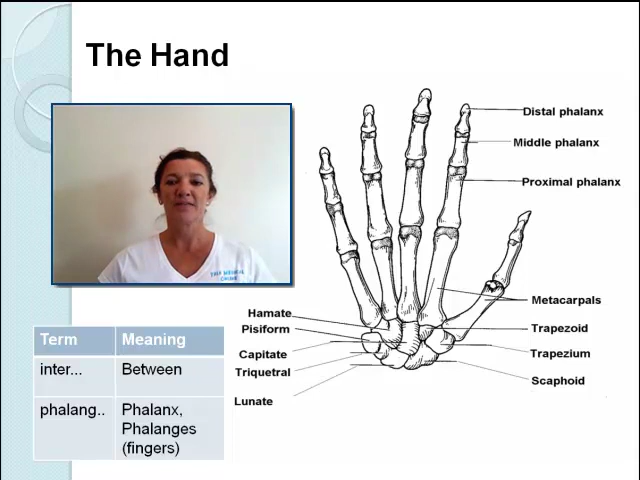 The Hand
Distal phalanx
Middle phalanx
Proximal phalanx
Metacarpals
Trapezoid
Trapezium
Scaphoid
Hamate
Pisiform
Capitate
Triquetral
Lunate
Term Meaning
inter... Between
phalang.. Phalanx,
Phalanges
(fingers)